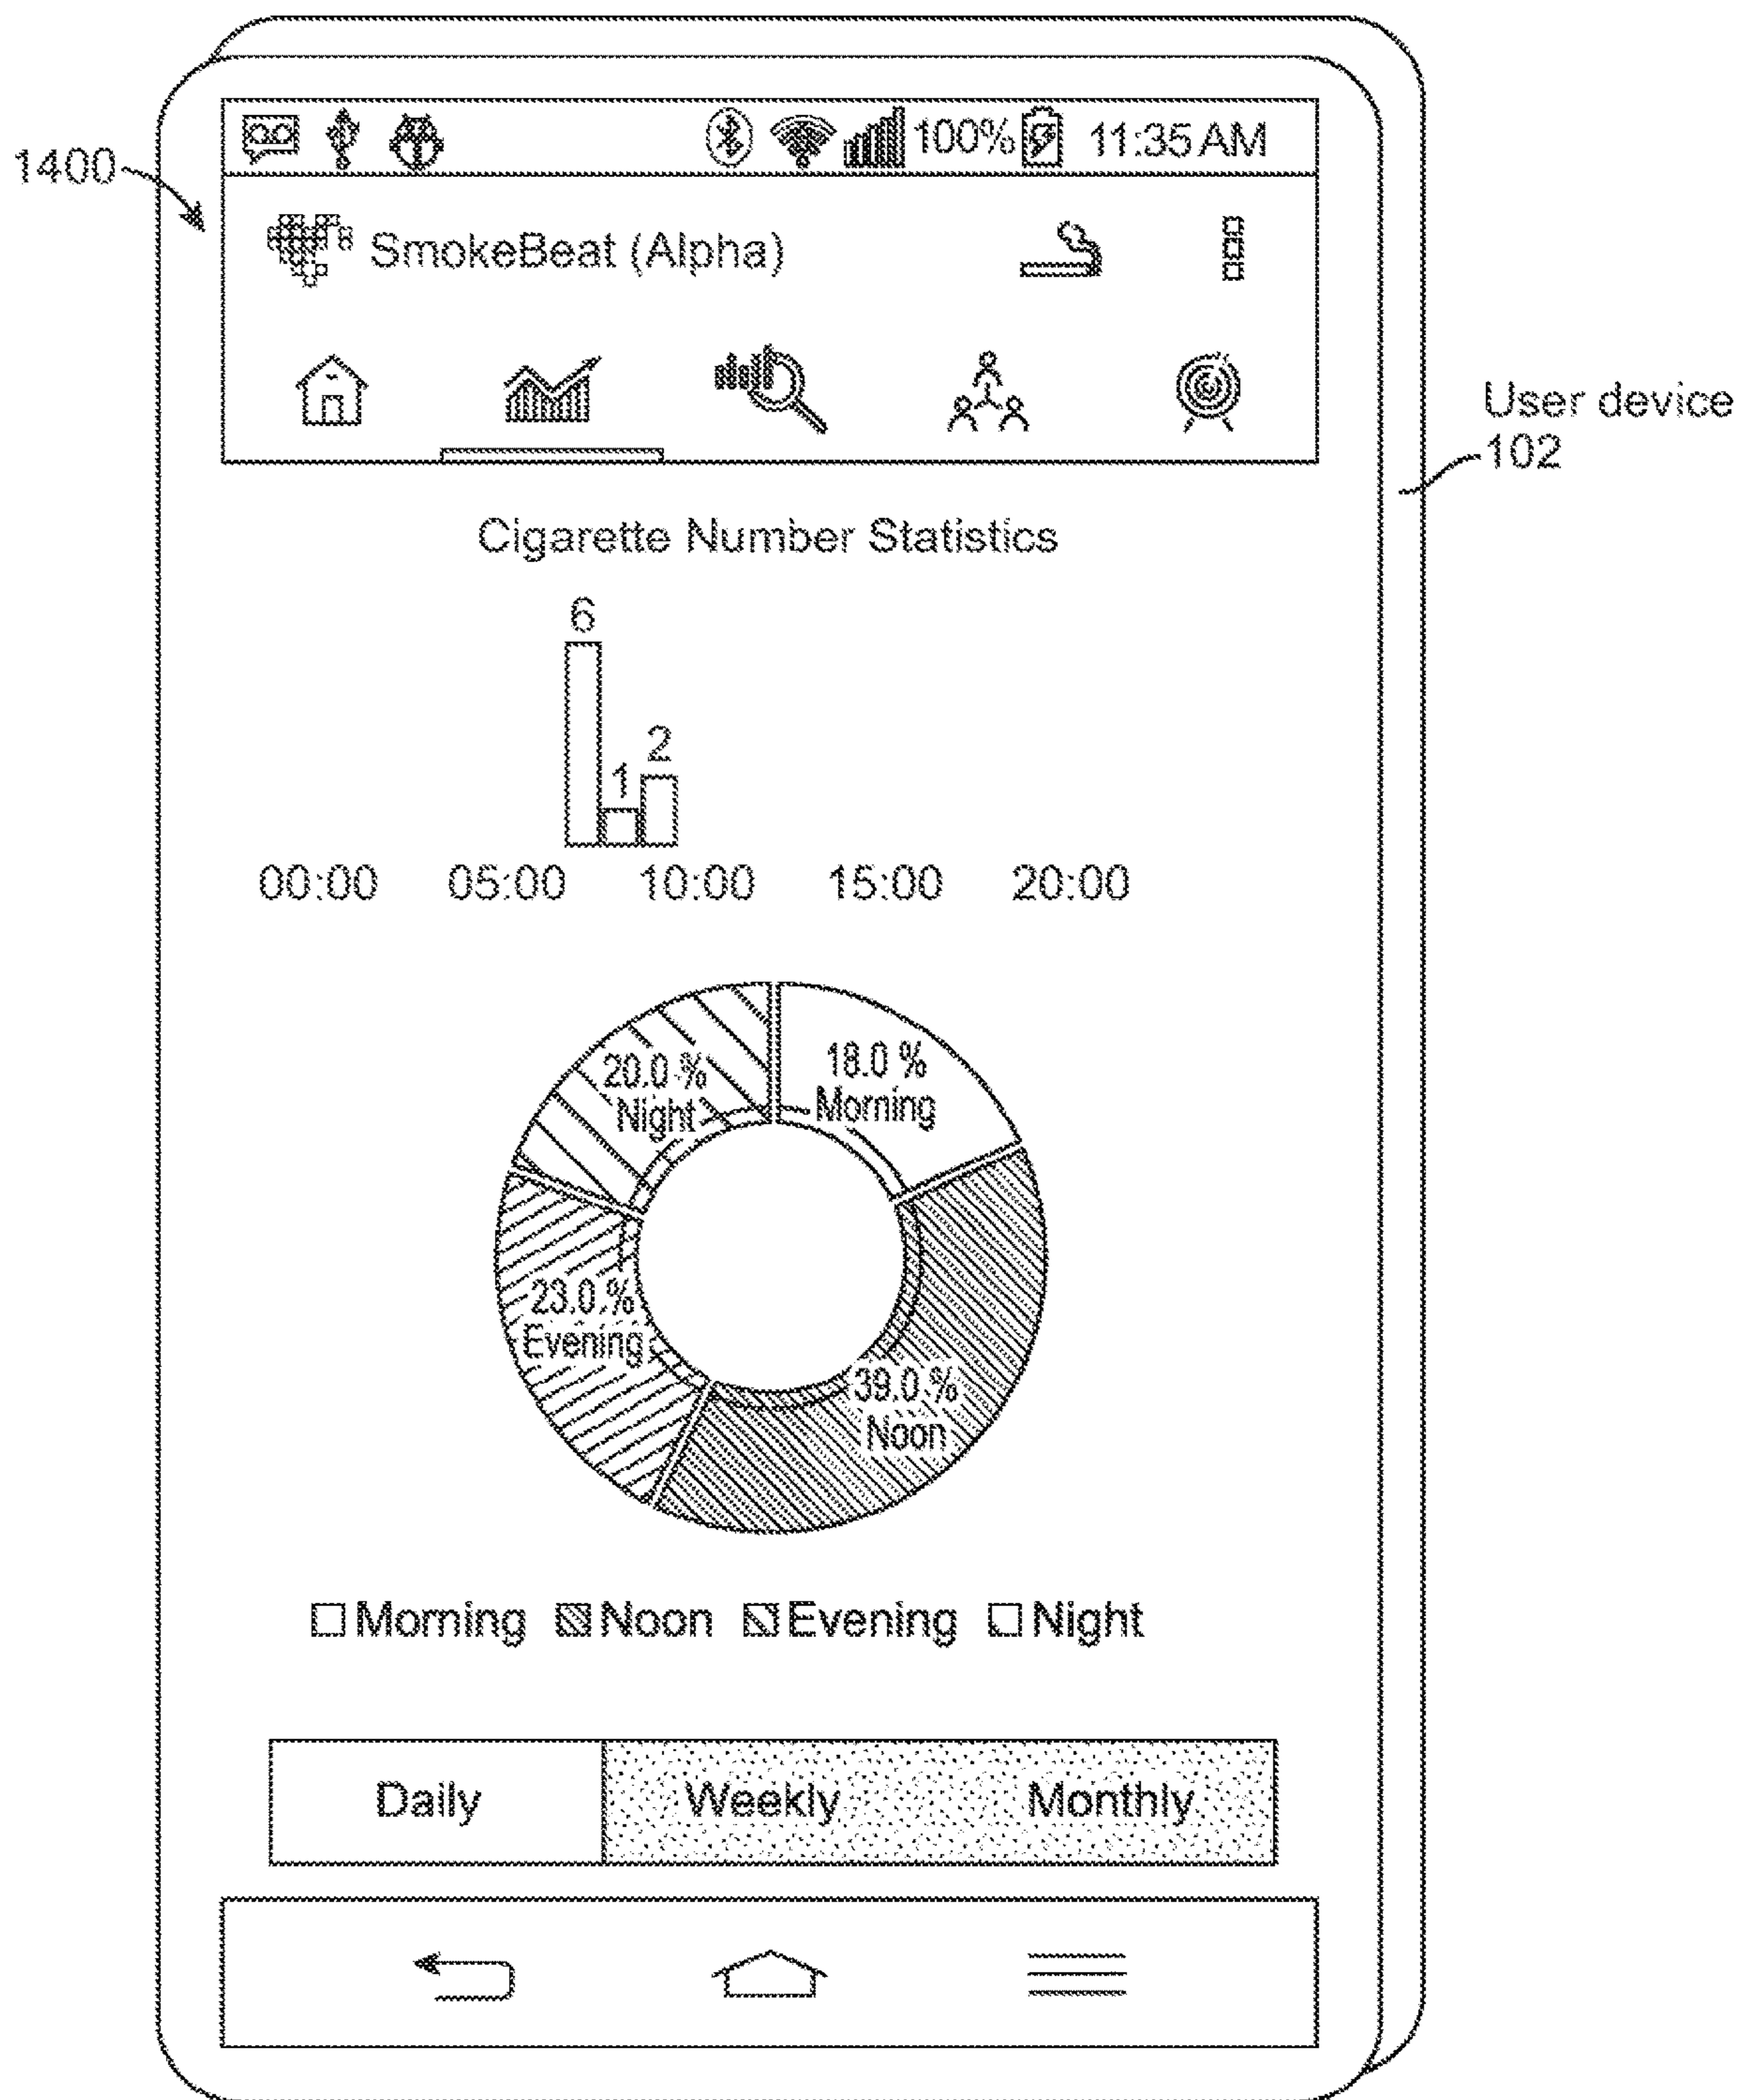 100% 11:35 AM
1400
SmokeBeat (Alpha)
User device
102
Cigarette Number Statistics
6
1
2
00:00 05:00 10:00 15:00 20:00
20.0 %
Night
18.0 %
Morning
23.0 %
Evening
39.0 %
Noon
Morning Noon Evening Night
Daily Weekly Monthly